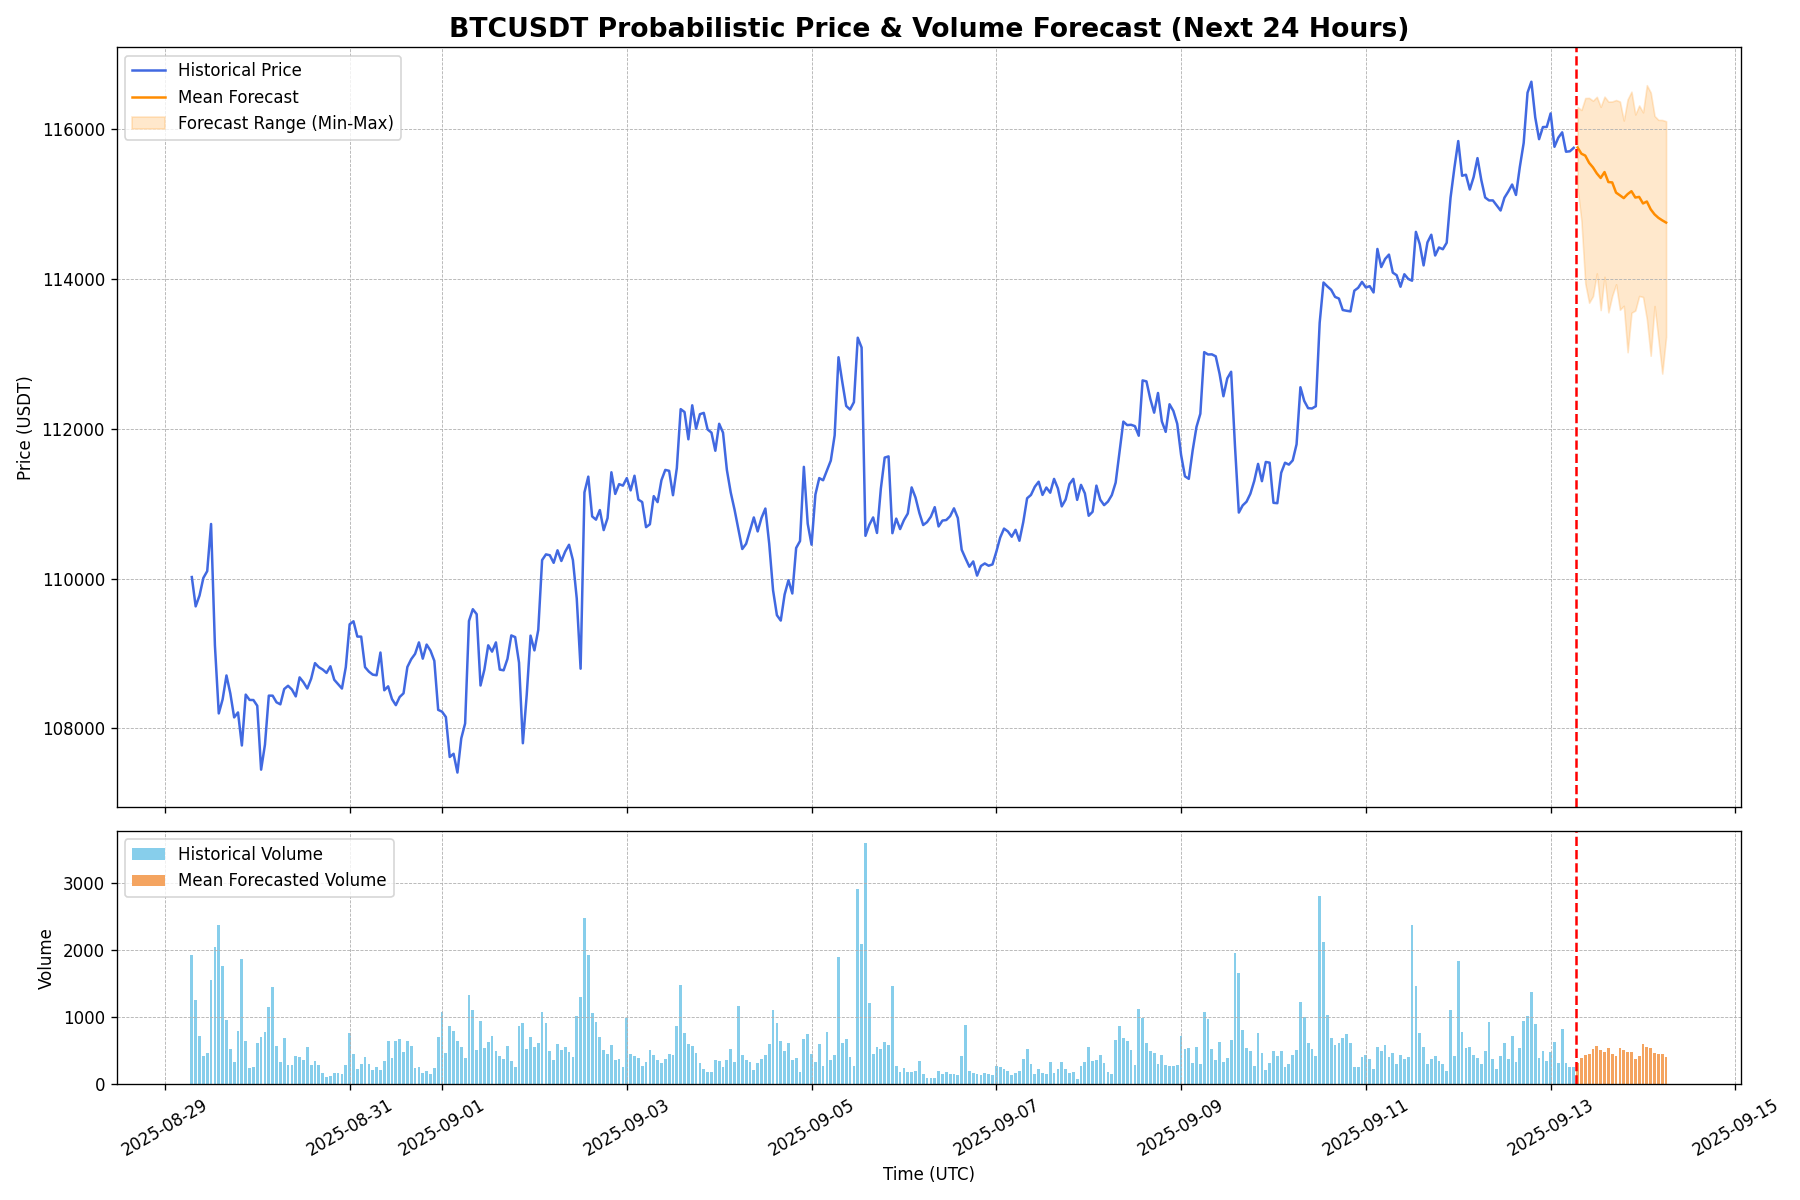 BTCUSDT Probabilistic Price & Volume Forecast (Next 24 Hours)
Historical Price
Mean Forecast
Forecast Range (Min-Max)
116000
114000
112000
110000
108000
Price (USDT)
Historical Volume
Mean Forecasted Volume
3000
2000
1000
0
Volume
2025-08-29
2025-08-31
2025-09-01
2025-09-03
2025-09-05
2025-09-07
2025-09-09
2025-09-11
2025-09-13
2025-09-15
Time (UTC)